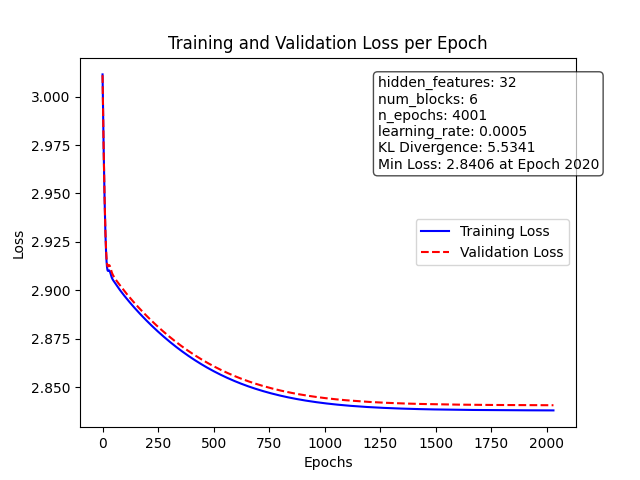 Training and Validation Loss per Epoch
hidden_features: 32
num_blocks: 6
n_epochs: 4001
learning_rate: 0.0005
KL Divergence: 5.5341
Min Loss: 2.8406 at Epoch 2020
Training Loss
Validation Loss
Loss
3.000
2.975
2.950
2.925
2.900
2.875
2.850
0 250 500 750 1000 1250 1500 1750 2000
Epochs